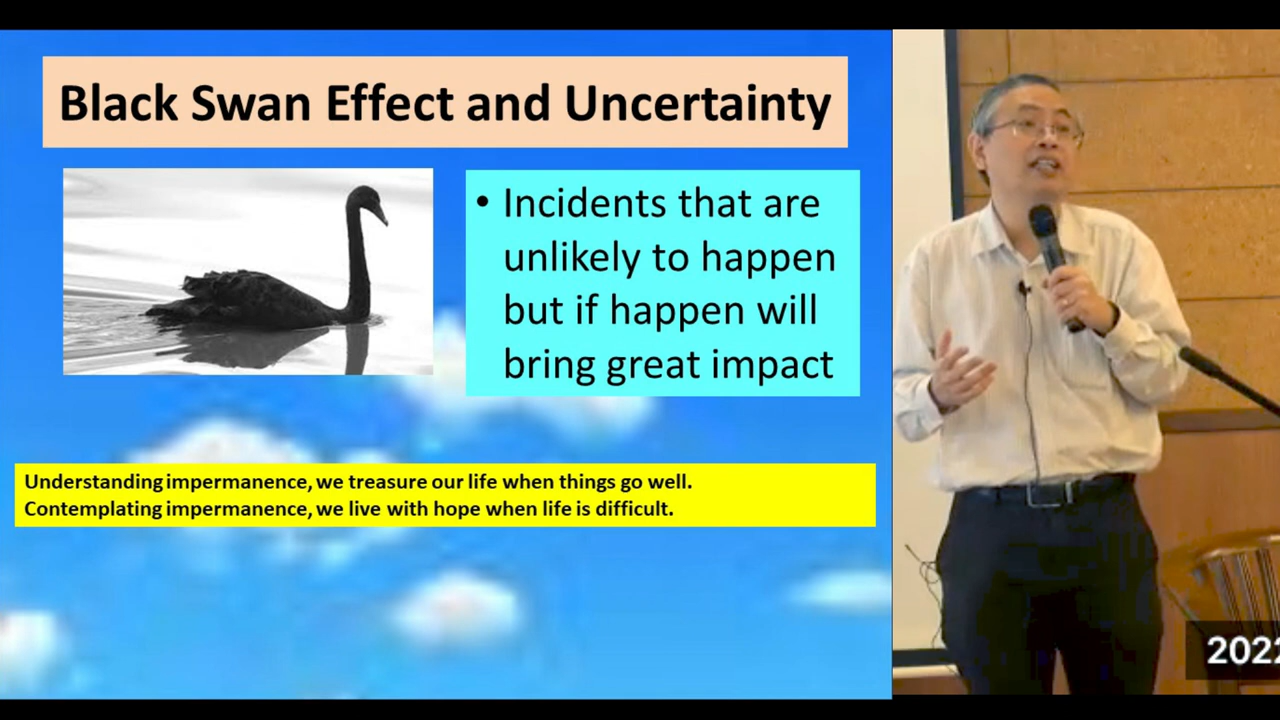 Black Swan Effect and Uncertainty
• Incidents that are
unlikely to happen
but if happen will
bring great impact
Understanding impermanence, we treasure our life when things go well.
Contemplating impermanence, we live with hope when life is difficult.
2022